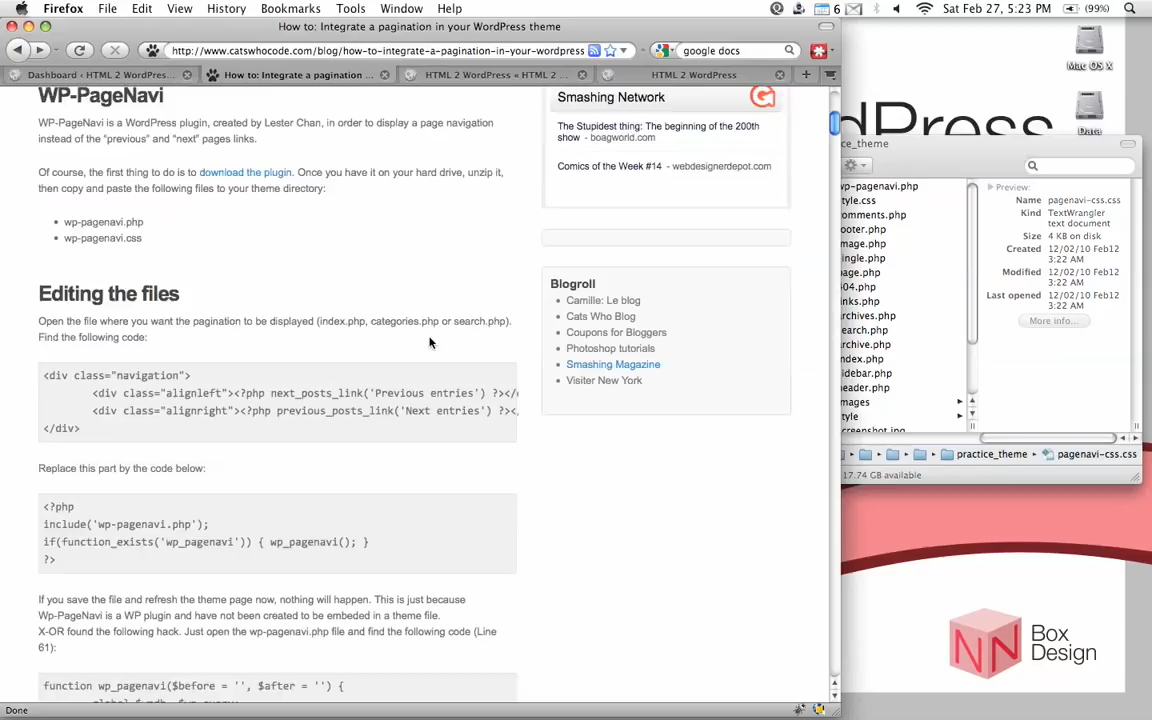 Firefox File Edit View History Bookmarks Tools Window Help
6 Sat Feb 27, 5:23 PM (99%)
How to: Integrate a pagination in your WordPress theme
http://www.catswhocode.com/blog/how-to-integrate-a-pagination-in-your-wordpress
google docs
Dashboard ‹ HTML 2 WordPres...
How to: Integrate a pagination ...
HTML 2 WordPress « HTML 2 ...
HTML 2 WordPress
WP-PageNavi
WP-PageNavi is a WordPress plugin, created by Lester Chan, in order to display a page navigation
instead of the “previous” and “next” pages links.
Of course, the first thing to do is to download the plugin. Once you have it on your hard drive, unzip it,
then copy and paste the following files to your theme directory:
wp-pagenavi.php
wp-pagenavi.css
Editing the files
Open the file where you want the pagination to be displayed (index.php, categories.php or search.php).
Find the following code:
<div class="navigation">
<div class="alignleft"><?php next_posts_link('Previous entries') ?></
<div class="alignright"><?php previous_posts_link('Next entries') ?><
</div>
Replace this part by the code below:
<?php
include('wp-pagenavi.php');
if(function_exists('wp_pagenavi')) { wp_pagenavi(); }
?>
If you save the file and refresh the theme page now, nothing will happen. This is just because
Wp-PageNavi is a WP plugin and have not been created to be embeded in a theme file.
X-OR found the following hack. Just open the wp-pagenavi.php file and find the following code (Line
61):
function wp_pagenavi($before = '', $after = '') {
Smashing Network
The Stupidest thing: The beginning of the 200th
show - boagworld.com
Comics of the Week #14 - webdesignerdepot.com
Blogroll
Camille: Le blog
Cats Who Blog
Coupons for Bloggers
Photoshop tutorials
Smashing Magazine
Visiter New York
Done
Mac OS X
Data
dPress
ce_theme
wp-pagenavi.php
tyle.css
omments.php
ooter.php
mage.php
ingle.php
page.php
04.php
nks.php
rchives.php
earch.php
rchive.php
ndex.php
idebar.php
eader.php
mages
tyle
creenshot.jpg
Preview:
Name pagenavi-css.css
Kind TextWrangler
text document
Size 4 KB on disk
Created 12/02/10 Feb12
3:22 AM
Modified 12/02/10 Feb12
3:22 AM
Last opened 12/02/10 Feb12
3:22 AM
More info...
practice_theme pagenavi-css.css
17.74 GB available
NN Box
Design